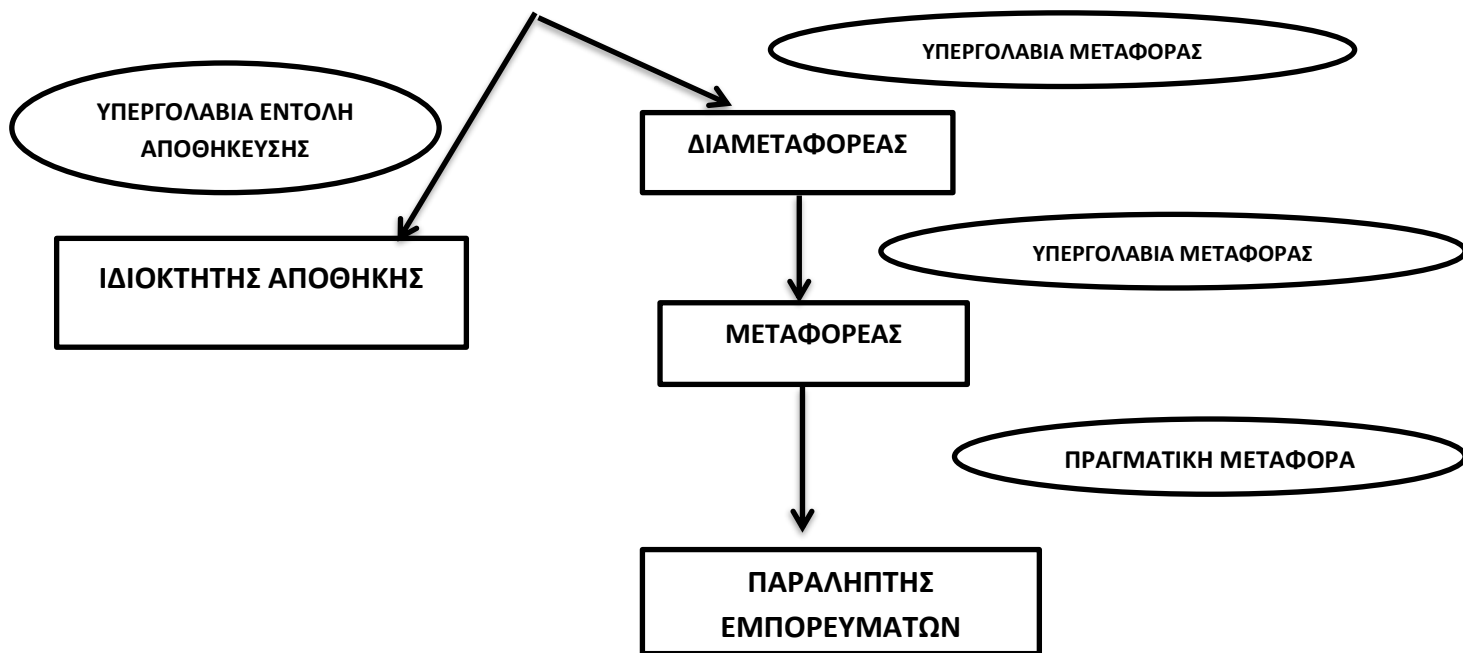 ΥΠΕΡΓΟΛΑΒΙΑ ΜΕΤΑΦΟΡΑΣ
ΥΠΕΡΓΟΛΑΒΙΑ ΕΝΤΟΛΗ
ΑΠΟΘΗΚΕΥΣΗΣ
ΔΙΑΜΕΤΑΦΟΡΕΑΣ
ΥΠΕΡΓΟΛΑΒΙΑ ΜΕΤΑΦΟΡΑΣ
ΙΔΙΟΚΤΗΤΗΣ ΑΠΟΘΗΚΗΣ
ΜΕΤΑΦΟΡΕΑΣ
ΠΡΑΓΜΑΤΙΚΗ ΜΕΤΑΦΟΡΑ
ΠΑΡΑΛΗΠΤΗΣ
ΕΜΠΟΡΕΥΜΑΤΩΝ